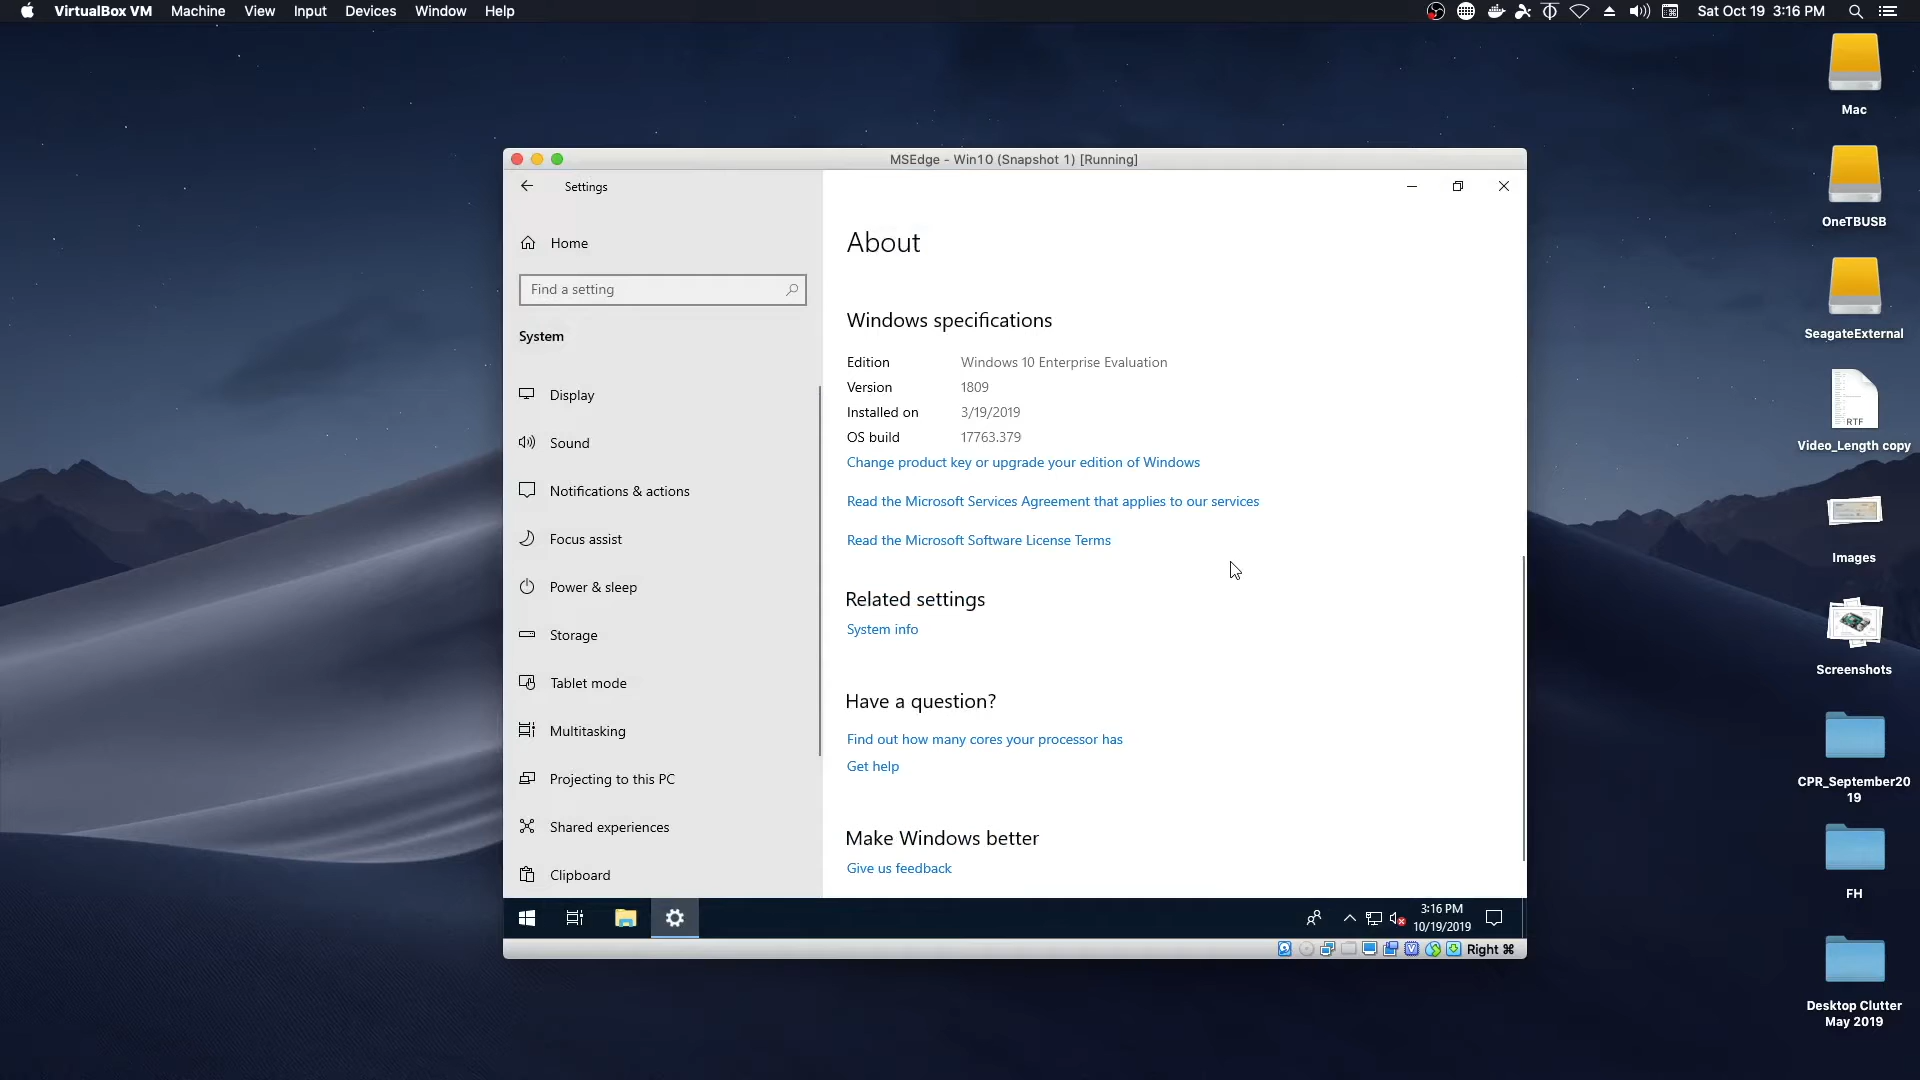 VirtualBox VM Machine View Input Devices Window Help
Sat Oct 19 3:16 PM
Mac
OneTBUSB
SeagateExternal
RTF
Video_Length copy
Images
Screenshots
CPR_September20
19
FH
Desktop Clutter
May 2019
MSEdge - Win10 (Snapshot 1) [Running]
Settings
Home
Find a setting
System
Display
Sound
Notifications & actions
Focus assist
Power & sleep
Storage
Tablet mode
Multitasking
Projecting to this PC
Shared experiences
Clipboard
About
Windows specifications
Edition Windows 10 Enterprise Evaluation
Version 1809
Installed on 3/19/2019
OS build 17763.379
Change product key or upgrade your edition of Windows
Read the Microsoft Services Agreement that applies to our services
Read the Microsoft Software License Terms
Related settings
System info
Have a question?
Find out how many cores your processor has
Get help
Make Windows better
Give us feedback
3:16 PM
10/19/2019
Right ⌘